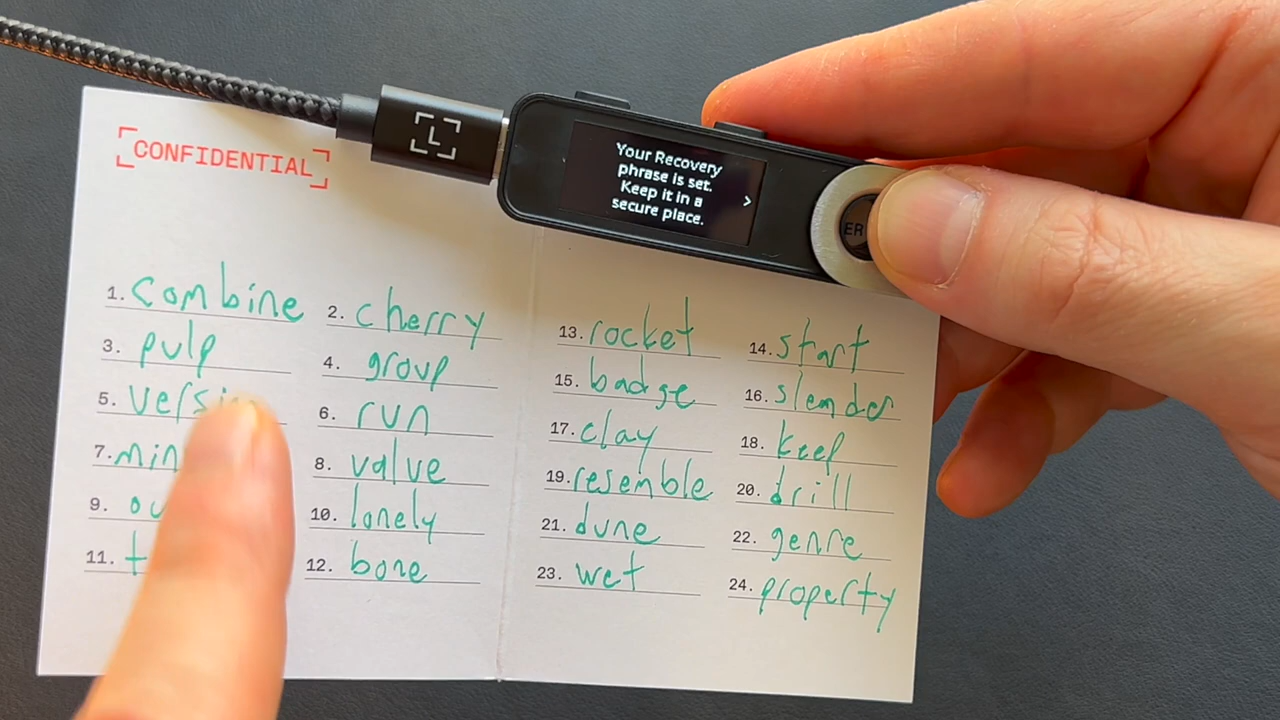 CONFIDENTIAL
L
Your Recovery
phrase is set.
Keep it in a
secure place.
>
ER
1. combine
2. cherry
3. pulp
4. group
5.
6. run
7.
8. value
9.
10. lonely
11.
12. bone
13. rocket
14. start
15. badge
16. slender
17. clay
18. keep
19. resemble
20. drill
21. dune
22. genre
23. wet
24. property